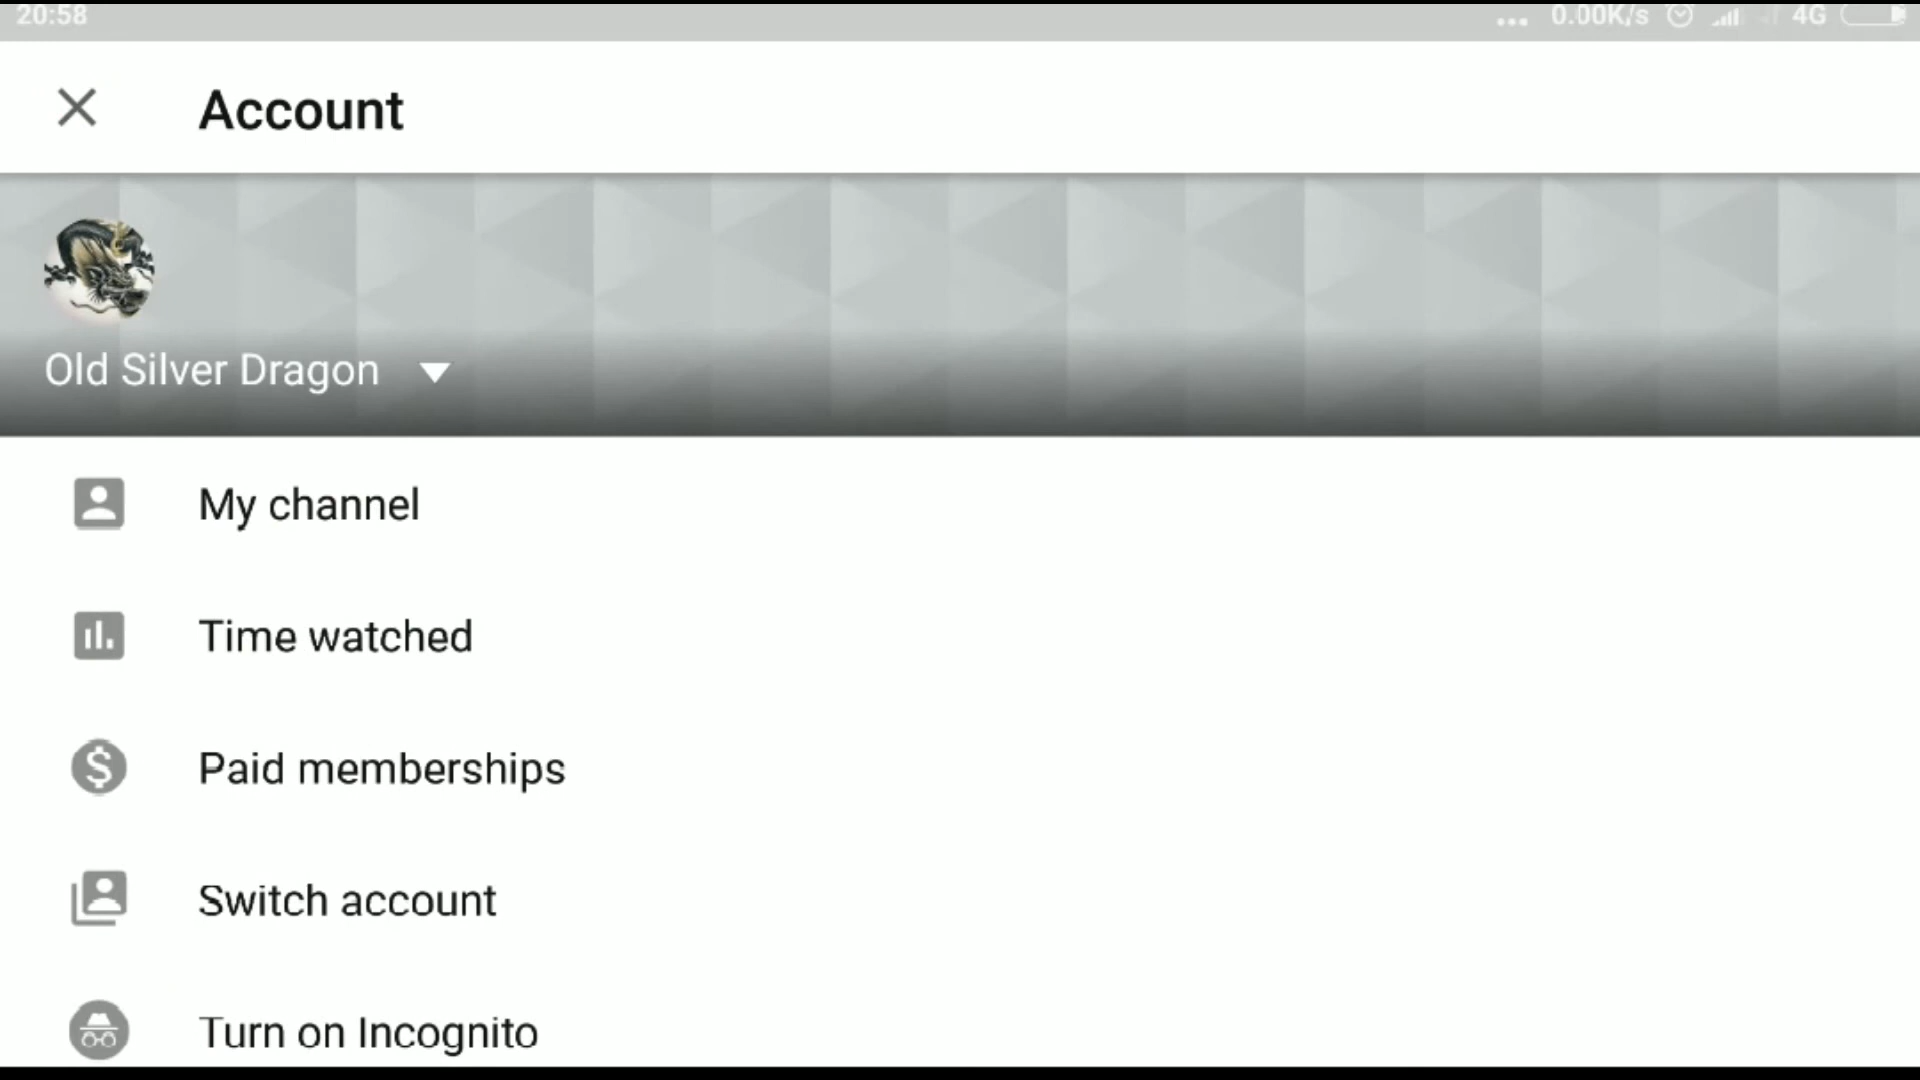 20:58 ... 0.00K/s 4G
Account
Old Silver Dragon
My channel
Time watched
Paid memberships
Switch account
Turn on Incognito